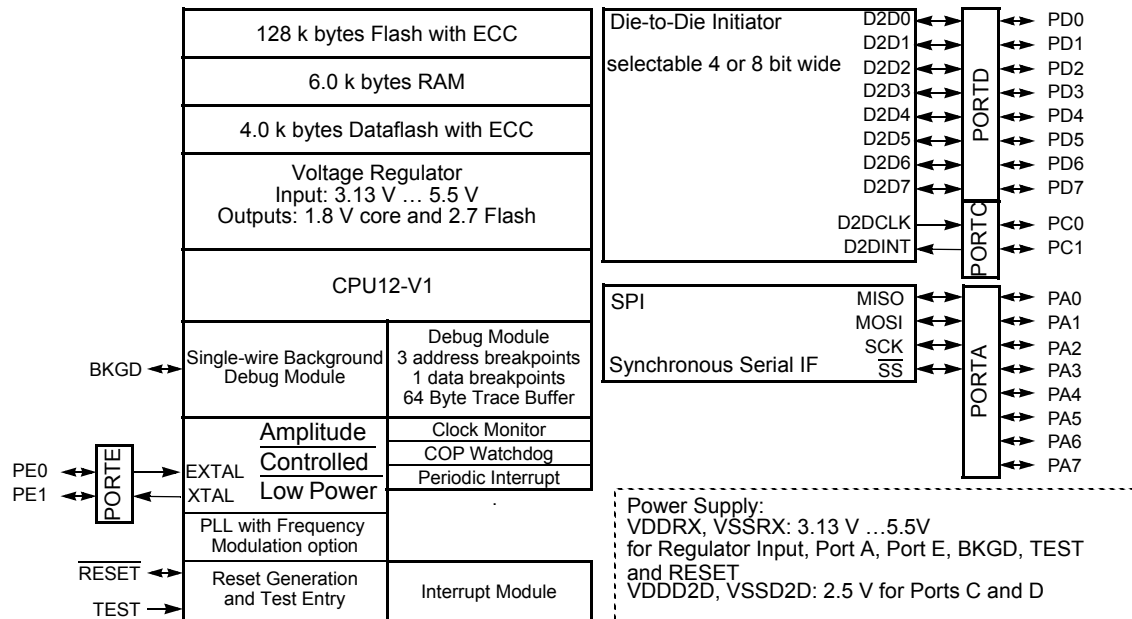 128 k bytes Flash with ECC
6.0 k bytes RAM
4.0 k bytes Dataflash with ECC
Voltage Regulator
Input: 3.13 V … 5.5 V
Outputs: 1.8 V core and 2.7 Flash
CPU12-V1
BKGD
Single-wire Background
Debug Module
Debug Module
3 address breakpoints
1 data breakpoints
64 Byte Trace Buffer
PE0
PE1
PORTE
EXTAL
XTAL
Amplitude
Controlled
Low Power
Clock Monitor
COP Watchdog
Periodic Interrupt
.
PLL with Frequency
Modulation option
RESET
TEST
Reset Generation
and Test Entry
Interrupt Module
Die-to-Die Initiator
selectable 4 or 8 bit wide
D2D0
D2D1
D2D2
D2D3
D2D4
D2D5
D2D6
D2D7
D2DCLK
D2DINT
PORTD
PORTC
PD0
PD1
PD2
PD3
PD4
PD5
PD6
PD7
PC0
PC1
SPI
Synchronous Serial IF
MISO
MOSI
SCK
SS
PORTA
PA0
PA1
PA2
PA3
PA4
PA5
PA6
PA7
Power Supply:
VDDRX, VSSRX: 3.13 V …5.5V
for Regulator Input, Port A, Port E, BKGD, TEST
and RESET
VDDD2D, VSSD2D: 2.5 V for Ports C and D